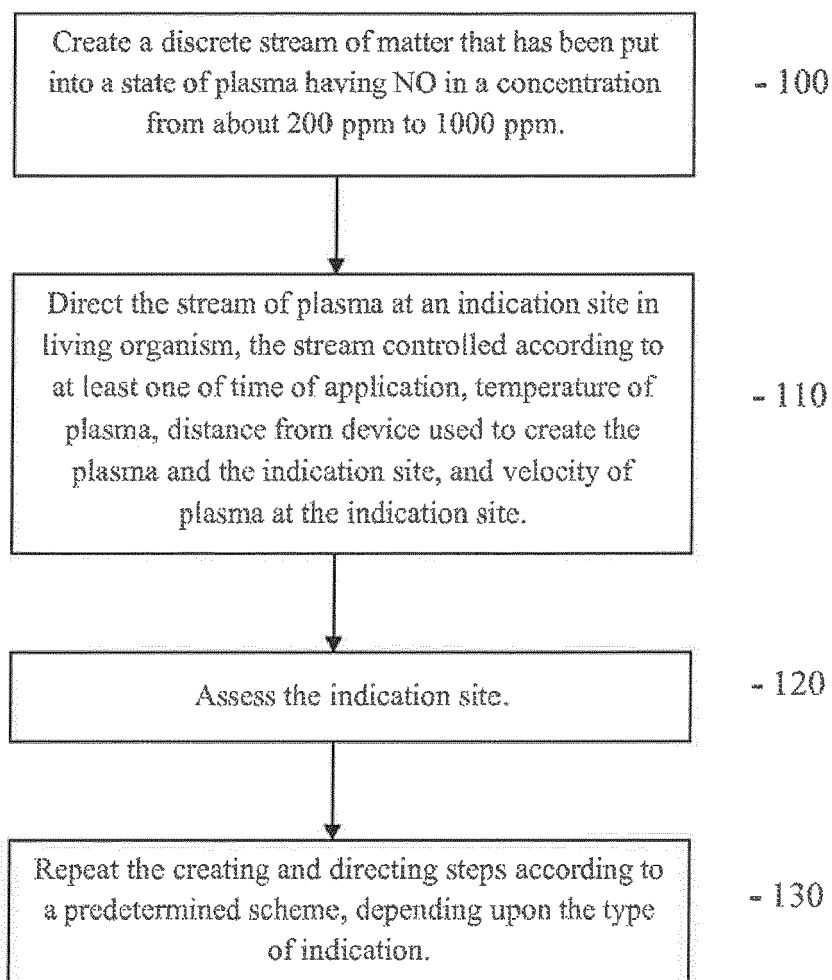 Create a discrete stream of matter that has been put
into a state of plasma having NO in a concentration
from about 200 ppm to 1000 ppm.
- 100
Direct the stream of plasma at an indication site in
living organism, the stream controlled according to
at least one of time of application, temperature of
plasma, distance from device used to create the
plasma and the indication site, and velocity of
plasma at the indication site.
- 110
Assess the indication site.
- 120
Repeat the creating and directing steps according to
a predetermined scheme, depending upon the type
of indication.
- 130